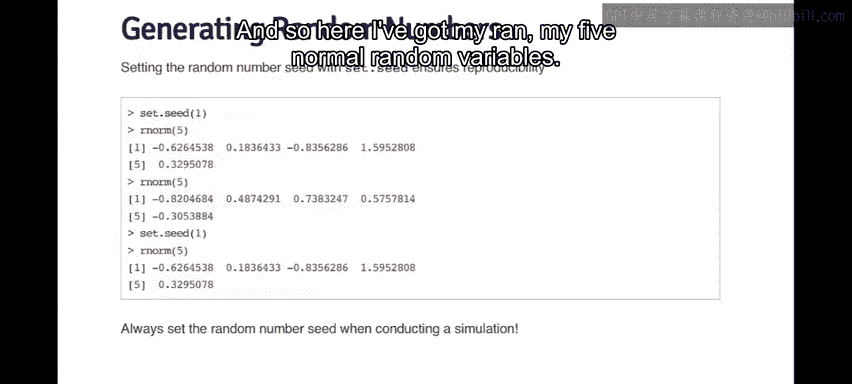 Generating Random Numbers
And so here I've got my ran, my five
normal random variables.
Setting the random number seed with set.seed ensures reproducibility
> set.seed(1)
> rnorm(5)
[1] -0.6264538 0.1836433 -0.8356286 1.5952808
[5] 0.3295078
> rnorm(5)
[1] -0.8204684 0.4874291 0.7383247 0.5757814
[5] -0.3053884
> set.seed(1)
> rnorm(5)
[1] -0.6264538 0.1836433 -0.8356286 1.5952808
[5] 0.3295078
Always set the random number seed when conducting a simulation!